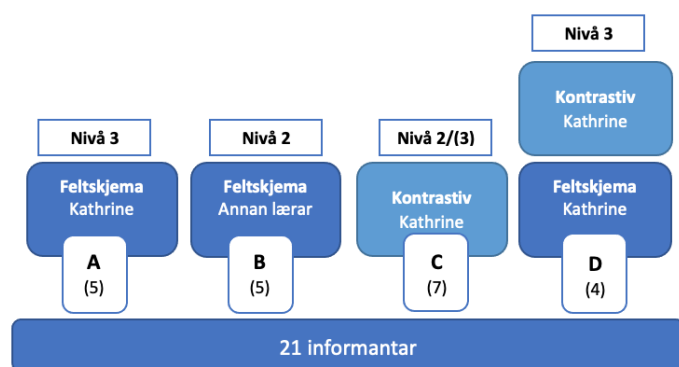 Nivå 3
Feltskjema
Kathrine
A
(5)
Nivå 2
Feltskjema
Annan lærar
B
(5)
Nivå 2/(3)
Kontrastiv
Kathrine
C
(7)
Nivå 3
Kontrastiv
Kathrine
Feltskjema
Kathrine
D
(4)
21 informantar